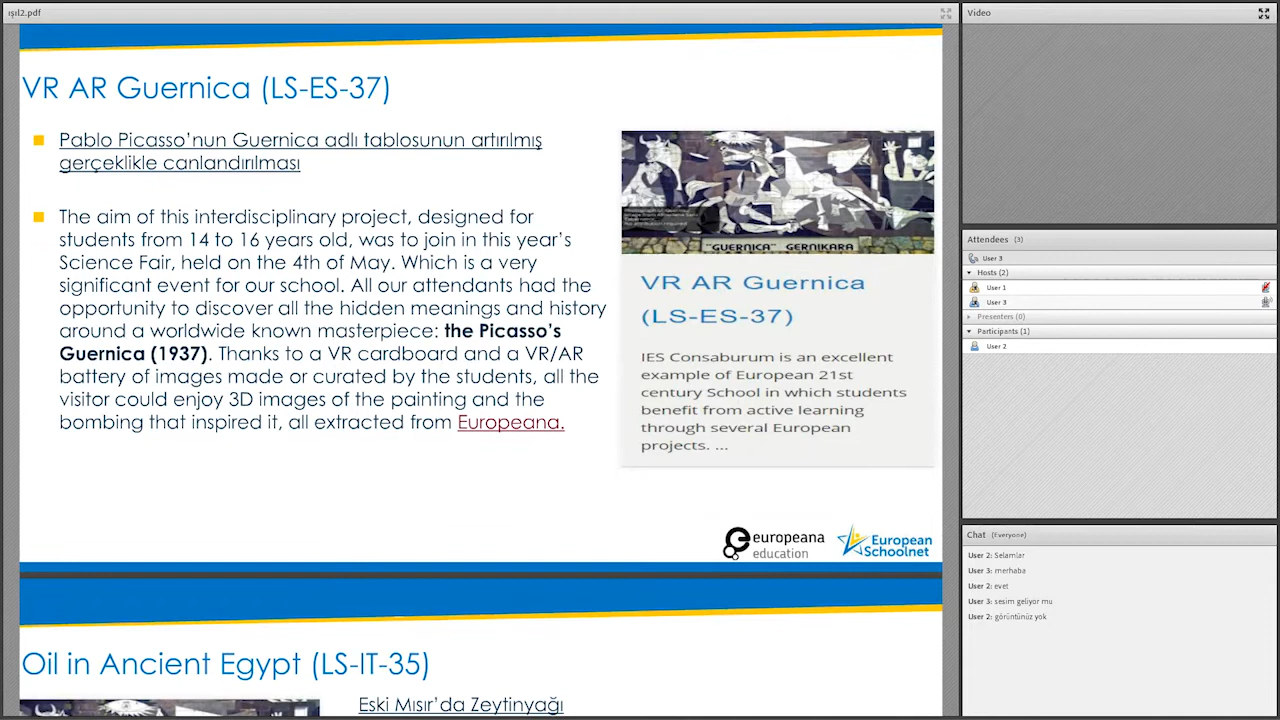 ışıl2.pdf
VR AR Guernica (LS-ES-37)
Pablo Picasso’nun Guernica adlı tablosunun artırılmış
gerçeklikle canlandırılması
The aim of this interdisciplinary project, designed for
students from 14 to 16 years old, was to join in this year’s
Science Fair, held on the 4th of May. Which is a very
significant event for our school. All our attendants had the
opportunity to discover all the hidden meanings and history
around a worldwide known masterpiece: the Picasso’s
Guernica (1937). Thanks to a VR cardboard and a VR/AR
battery of images made or curated by the students, all the
visitor could enjoy 3D images of the painting and the
bombing that inspired it, all extracted from Europeana.
"GUERNICA" GERNIKARA
VR AR Guernica
(LS-ES-37)
IES Consaburum is an excellent
example of European 21st
century School in which students
benefit from active learning
through several European
projects. ...
europeana
education
European
Schoolnet
Oil in Ancient Egypt (LS-IT-35)
Eski Mısır’da Zeytinyağı
Video
Attendees (3)
User 3
Hosts (2)
User 1
User 3
Presenters (0)
Participants (1)
User 2
Chat (Everyone)
User 2: Selamlar
User 3: merhaba
User 2: evet
User 3: sesim geliyor mu
User 2: görüntünüz yok